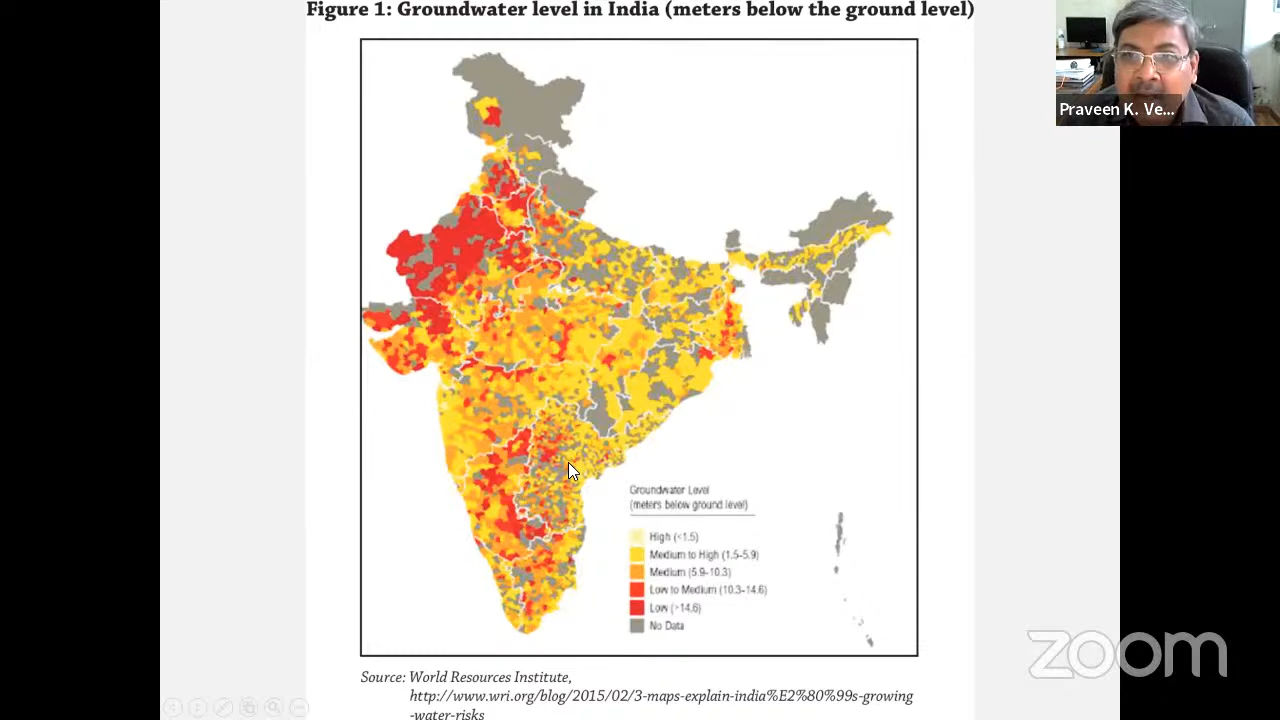 Figure 1: Groundwater level in India (meters below the ground level)
Praveen K. Ve...
Groundwater Level
(meters below ground level)
High (<1.5)
Medium to High (1.5-5.9)
Medium (5.9-10.3)
Low to Medium (10.3-14.6)
Low (>14.6)
No Data
zoom
Source: World Resources Institute,
http://www.wri.org/blog/2015/02/3-maps-explain-india%E2%80%99s-growing
-water-risks